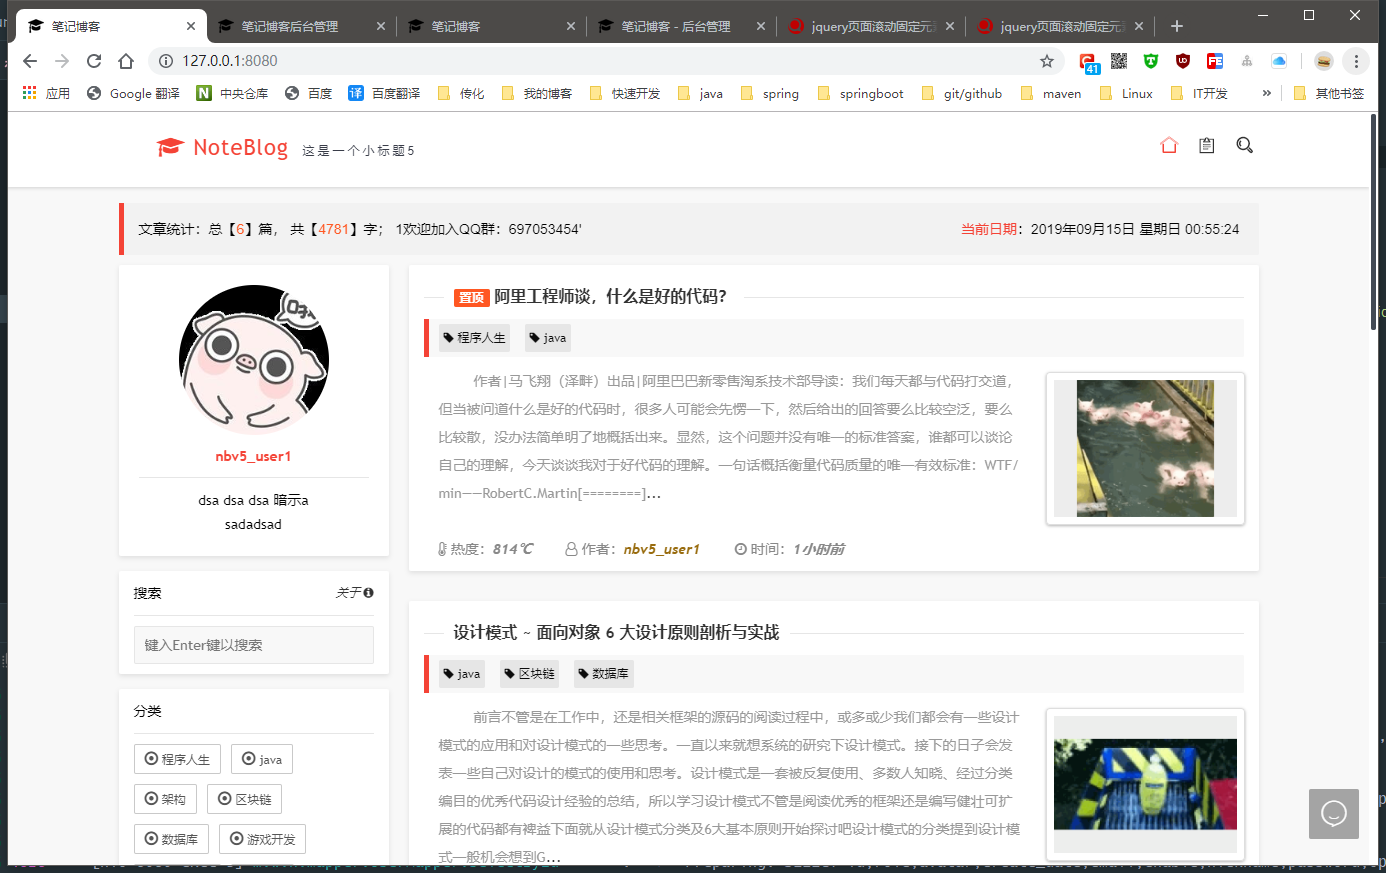 笔记博客
笔记博客后台管理
笔记博客
笔记博客 - 后台管理
jquery页面滚动固定元
jquery页面滚动固定元
127.0.0.1:8080
41
应用
Google 翻译
中央仓库
百度
百度翻译
传化
我的博客
快速开发
java
spring
springboot
git/github
maven
Linux
IT开发
»
其他书签
NoteBlog 这是一个小标题5
文章统计：总【6】篇， 共【4781】字； 1欢迎加入QQ群：697053454'
当前日期：2019年09月15日 星期日 00:55:24
nbv5_user1
dsa dsa dsa 暗示a
sadadsad
搜索 关于
键入Enter键以搜索
分类
程序人生 java
架构 区块链
数据库 游戏开发
置顶 阿里工程师谈，什么是好的代码？
程序人生 java
作者|马飞翔（泽畔）出品|阿里巴巴新零售淘系技术部导读：我们每天都与代码打交道，
但当被问道什么是好的代码时，很多人可能会先愣一下，然后给出的回答要么比较空泛，要么
比较散，没办法简单明了地概括出来。显然，这个问题并没有唯一的标准答案，谁都可以谈论
自己的理解，今天谈谈我对于好代码的理解。一句话概括衡量代码质量的唯一有效标准：WTF/
min——RobertC.Martin[========]...
热度：814℃ 作者：nbv5_user1 时间：1小时前
设计模式 ~ 面向对象 6 大设计原则剖析与实战
java 区块链 数据库
前言不管是在工作中，还是相关框架的源码的阅读过程中，或多或少我们都会有一些设计
模式的应用和对设计模式的一些思考。一直以来就想系统的研究下设计模式。接下的日子会发
表一些自己对设计的模式的使用和思考。设计模式是一套被反复使用、多数人知晓、经过分类
编目的优秀代码设计经验的总结，所以学习设计模式不管是阅读优秀的框架还是编写健壮可扩
展的代码都有裨益下面就从设计模式分类及6大基本原则开始探讨吧设计模式的分类提到设计模
式一般机会想到G...